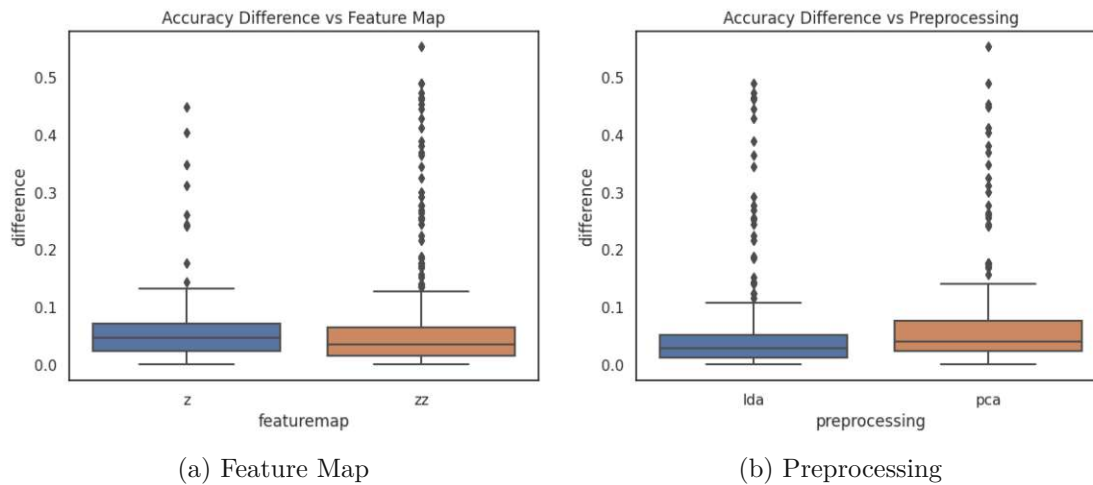 Accuracy Difference vs Feature Map
difference
0.5
0.4
0.3
0.2
0.1
0.0
z
zz
featuremap
(a) Feature Map
Accuracy Difference vs Preprocessing
difference
0.5
0.4
0.3
0.2
0.1
0.0
lda
pca
preprocessing
(b) Preprocessing